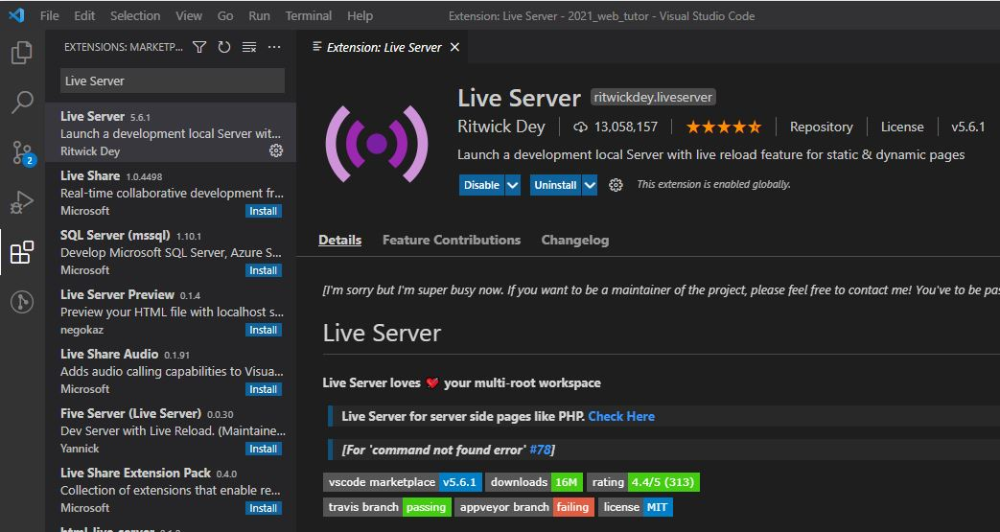 File Edit Selection View Go Run Terminal Help Extension: Live Server - 2021_web_tutor - Visual Studio Code
EXTENSIONS: MARKETP...
Live Server
Live Server 5.6.1
Launch a development local Server wit...
Ritwick Dey
Live Share 1.0.4498
Real-time collaborative development fr...
Microsoft Install
SQL Server (mssql) 1.10.1
Develop Microsoft SQL Server, Azure S...
Microsoft Install
Live Server Preview 0.1.4
Preview your HTML file with localhost s...
negokaz Install
Live Share Audio 0.1.91
Adds audio calling capabilities to Visua...
Microsoft Install
Five Server (Live Server) 0.0.30
Dev Server with Live Reload. (Maintaine...
Yannick Install
Live Share Extension Pack 0.4.0
Collection of extensions that enable re...
Microsoft Install
2
Extension: Live Server
Live Server ritwickdey.liveserver
Ritwick Dey 13,058,157 Repository License v5.6.1
Launch a development local Server with live reload feature for static & dynamic pages
Disable Uninstall This extension is enabled globally.
Details Feature Contributions Changelog
[I'm sorry but I'm super busy now. If you want to be a maintainer of the project, please feel free to contact me! You've to be pas
Live Server
Live Server loves your multi-root workspace
Live Server for server side pages like PHP. Check Here
[For 'command not found error' #78]
vscode marketplace v5.6.1 downloads 16M rating 4.4/5 (313)
travis branch passing appveyor branch failing license MIT